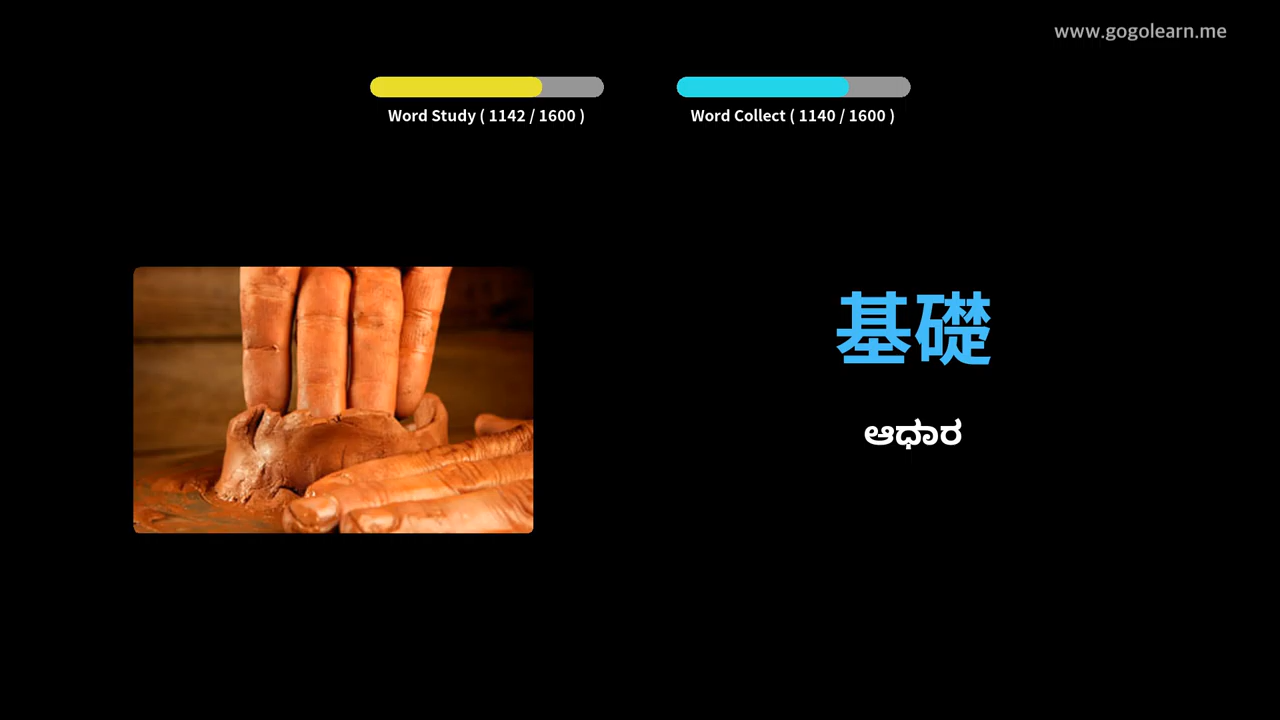 www.gogolearn.me
Word Study ( 1142 / 1600 )
Word Collect ( 1140 / 1600 )
基礎
ಆಧಾರ